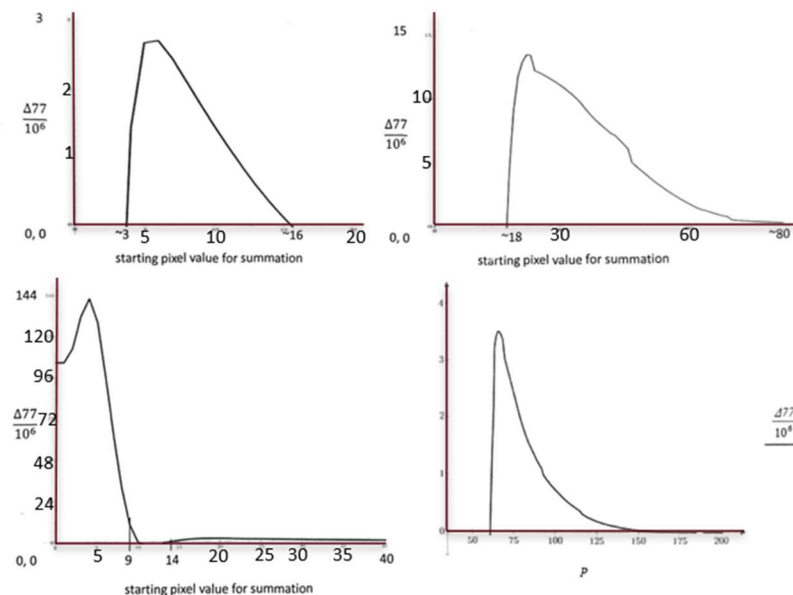 3
2
Δ77
10⁶
1
0, 0
~3 5 10 ~16 20
starting pixel value for summation
15
10
Δ77
10⁶
5
0, 0
~18 30 60 ~80
starting pixel value for summation
144
120
96
Δ77
10⁶
72
48
24
0, 0
5 9 14 20 25 30 35 40
starting pixel value for summation
4
3
2
1
0
50 75 100 125 150 175 200
P
Δ77
10⁶